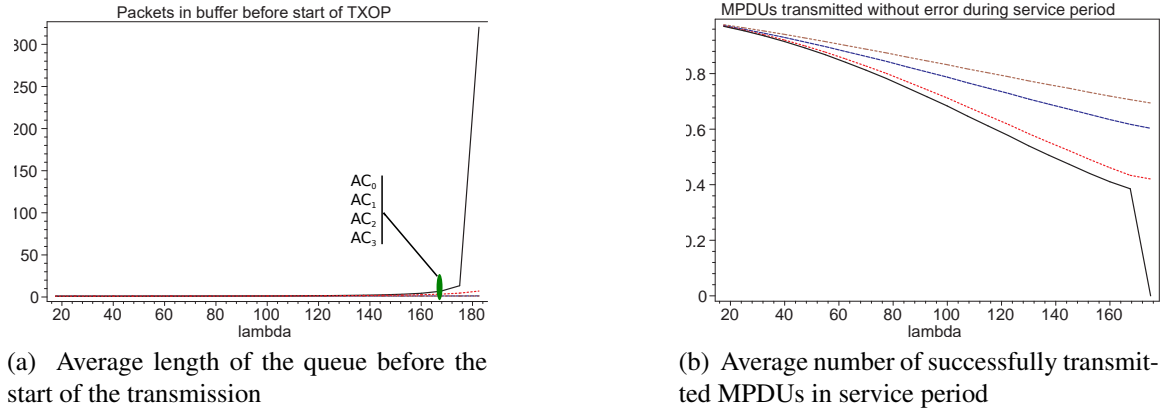 Packets in buffer before start of TXOP
300
250
200
150
100
50
0
AC0
AC1
AC2
AC3
20 40 60 80 100 120 140 160 180
lambda
(a) Average length of the queue before the
start of the transmission
MPDUs transmitted without error during service period
0.8
0.6
0.4
0.2
0
20 40 60 80 100 120 140 160
lambda
(b) Average number of successfully transmit-
ted MPDUs in service period